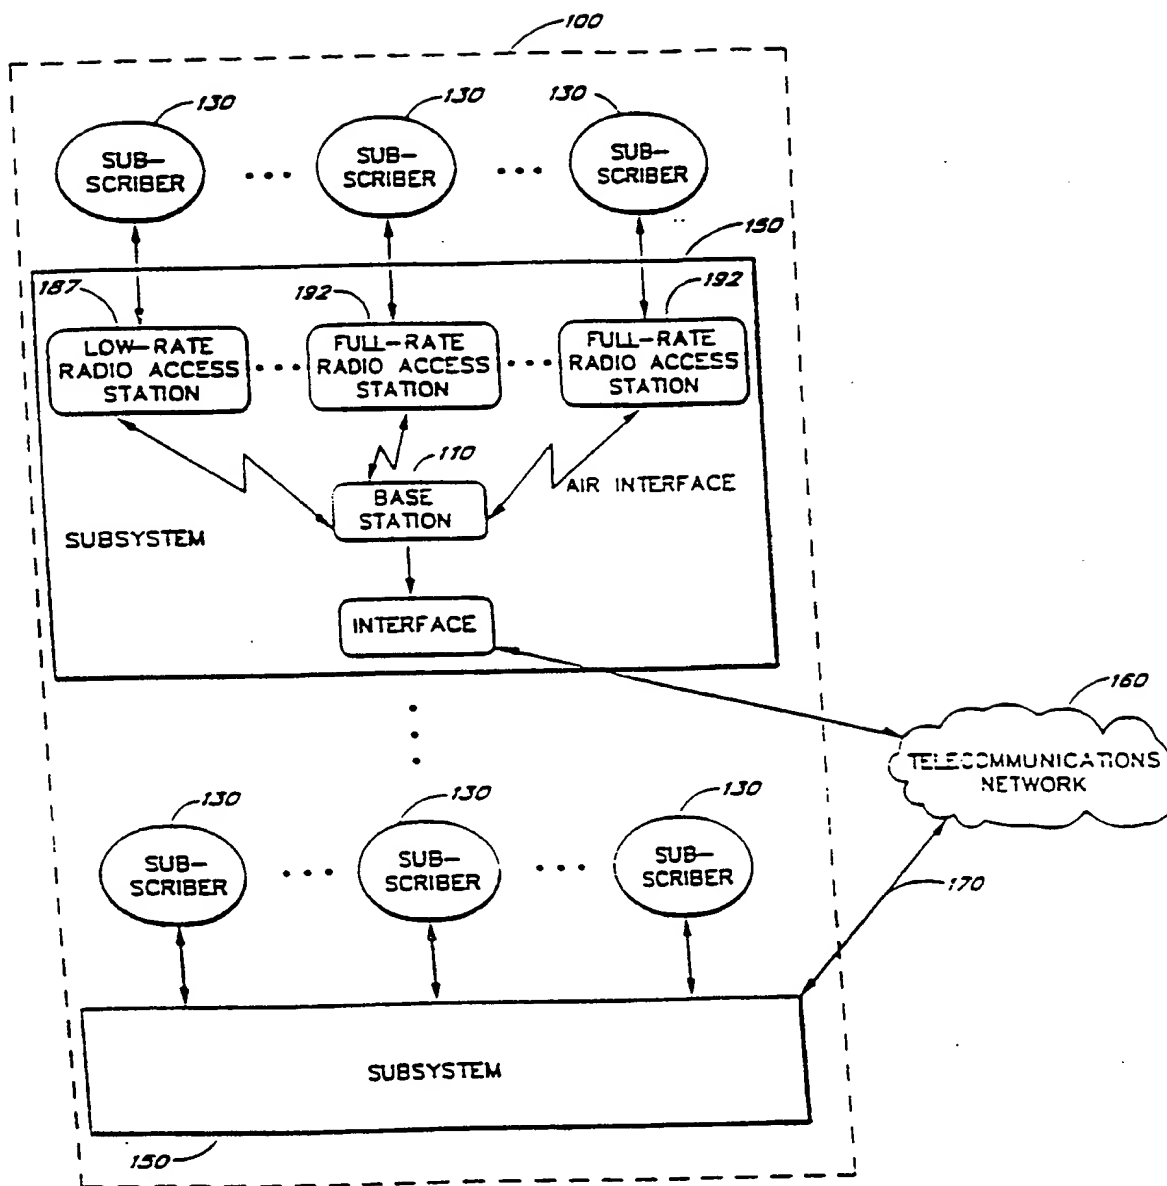 100
130
130
130
SUB-
SCRIBER
SUB-
SCRIBER
SUB-
SCRIBER
150
187
192
192
LOW-RATE
RADIO ACCESS
STATION
FULL-RATE
RADIO ACCESS
STATION
FULL-RATE
RADIO ACCESS
STATION
110
BASE
STATION
AIR INTERFACE
SUBSYSTEM
INTERFACE
160
TELECOMMUNICATIONS
NETWORK
130
130
130
SUB-
SCRIBER
SUB-
SCRIBER
SUB-
SCRIBER
170
SUBSYSTEM
150